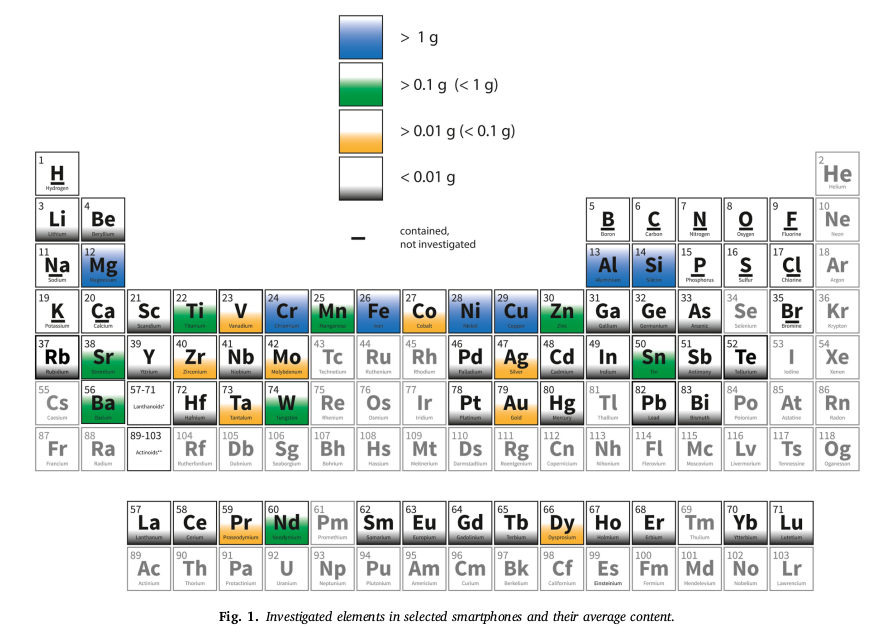 > 1 g
> 0.1 g (< 1 g)
> 0.01 g (< 0.1 g)
< 0.01 g
contained,
not investigated
1 2
H He
Hydrogen Helium
3 4 5 6 7 8 9 10
Li Be B C N O F Ne
Lithium Beryllium Boron Carbon Nitrogen Oxygen Fluorine Neon
11 12 13 14 15 16 17 18
Na Mg Al Si P S Cl Ar
Sodium Magnesium Aluminium Silicon Phosphorus Sulfur Chlorine Argon
19 20 21 22 23 24 25 26 27 28 29 30 31 32 33 34 35 36
K Ca Sc Ti V Cr Mn Fe Co Ni Cu Zn Ga Ge As Se Br Kr
Potassium Calcium Scandium Titanium Vanadium Chromium Manganese Iron Cobalt Nickel Copper Zinc Gallium Germanium Arsenic Selenium Bromine Krypton
37 38 39 40 41 42 43 44 45 46 47 48 49 50 51 52 53 54
Rb Sr Y Zr Nb Mo Tc Ru Rh Pd Ag Cd In Sn Sb Te I Xe
Rubidium Strontium Yttrium Zirconium Niobium Molybdenum Technetium Ruthenium Rhodium Palladium Silver Cadmium Indium Tin Antimony Tellurium Iodine Xenon
55 56 57-71 72 73 74 75 76 77 78 79 80 81 82 83 84 85 86
Cs Ba Lanthanoids* Hf Ta W Re Os Ir Pt Au Hg Tl Pb Bi Po At Rn
Caesium Barium Hafnium Tantalum Tungsten Rhenium Osmium Iridium Platinum Gold Mercury Thallium Lead Bismuth Polonium Astatine Radon
87 88 89-103 104 105 106 107 108 109 110 111 112 113 114 115 116 117 118
Fr Ra Actinoids** Rf Db Sg Bh Hs Mt Ds Rg Cn Nh Fl Mc Lv Ts Og
Francium Radium Rutherfordium Dubnium Seaborgium Bohrium Hassium Meitnerium Darmstadtium Roentgenium Copernicium Nihonium Flerovium Moscovium Livermorium Tennessine Oganesson
57 58 59 60 61 62 63 64 65 66 67 68 69 70 71
La Ce Pr Nd Pm Sm Eu Gd Tb Dy Ho Er Tm Yb Lu
Lanthanum Cerium Praseodymium Neodymium Promethium Samarium Europium Gadolinium Terbium Dysprosium Holmium Erbium Thulium Ytterbium Lutetium
89 90 91 92 93 94 95 96 97 98 99 100 101 102 103
Ac Th Pa U Np Pu Am Cm Bk Cf Es Fm Md No Lr
Actinium Thorium Protactinium Uranium Neptunium Plutonium Americium Curium Berkelium Californium Einsteinium Fermium Mendelevium Nobelium Lawrencium
Fig. 1. Investigated elements in selected smartphones and their average content.